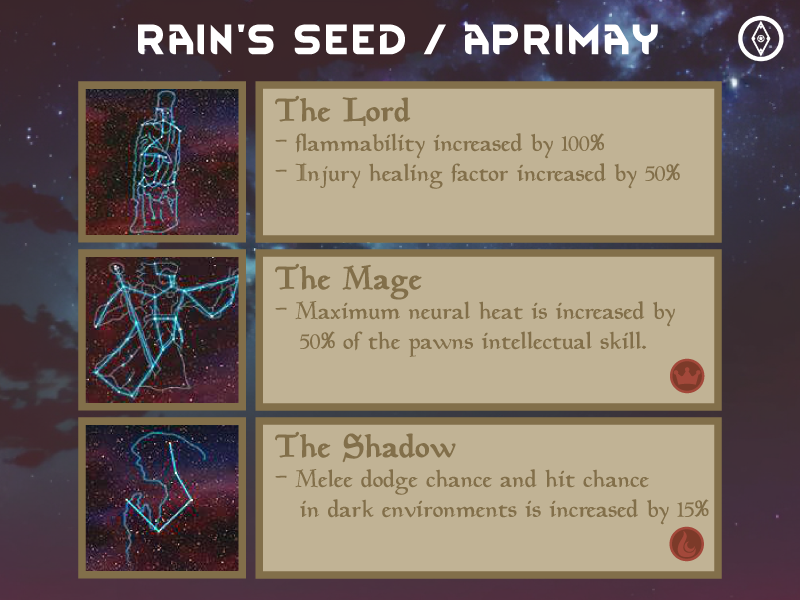 RAIN'S SEED / APRIMAY
The Lord
- flammability increased by 100%
- Injury healing factor increased by 50%
The Mage
- Maximum neural heat is increased by
50% of the pawns intellectual skill.
The Shadow
- Melee dodge chance and hit chance
in dark environments is increased by 15%